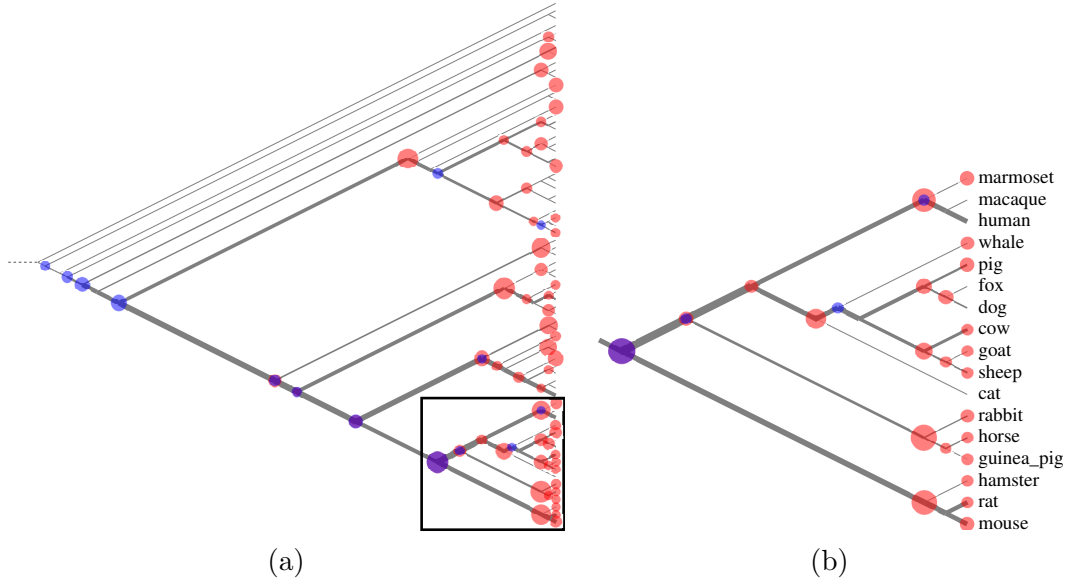 marmoset
macaque
human
whale
pig
fox
dog
cow
goat
sheep
cat
rabbit
horse
guinea_pig
hamster
rat
mouse
(a)
(b)